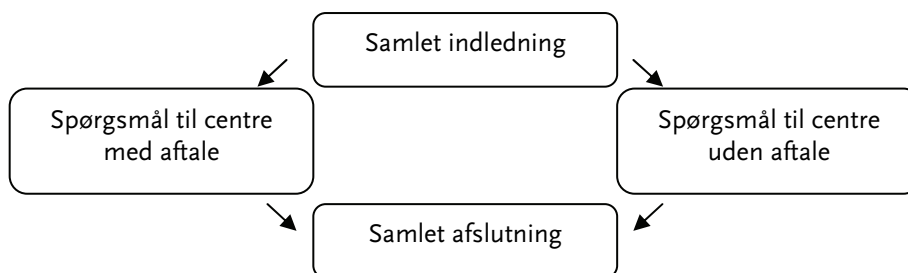 Samlet indledning
Spørgsmål til centre
med aftale
Spørgsmål til centre
uden aftale
Samlet afslutning